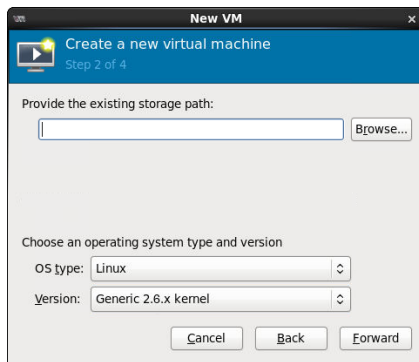 New VM
Create a new virtual machine
Step 2 of 4
Provide the existing storage path:
Browse...
Choose an operating system type and version
OS type: Linux
Version: Generic 2.6.x kernel
Cancel Back Forward